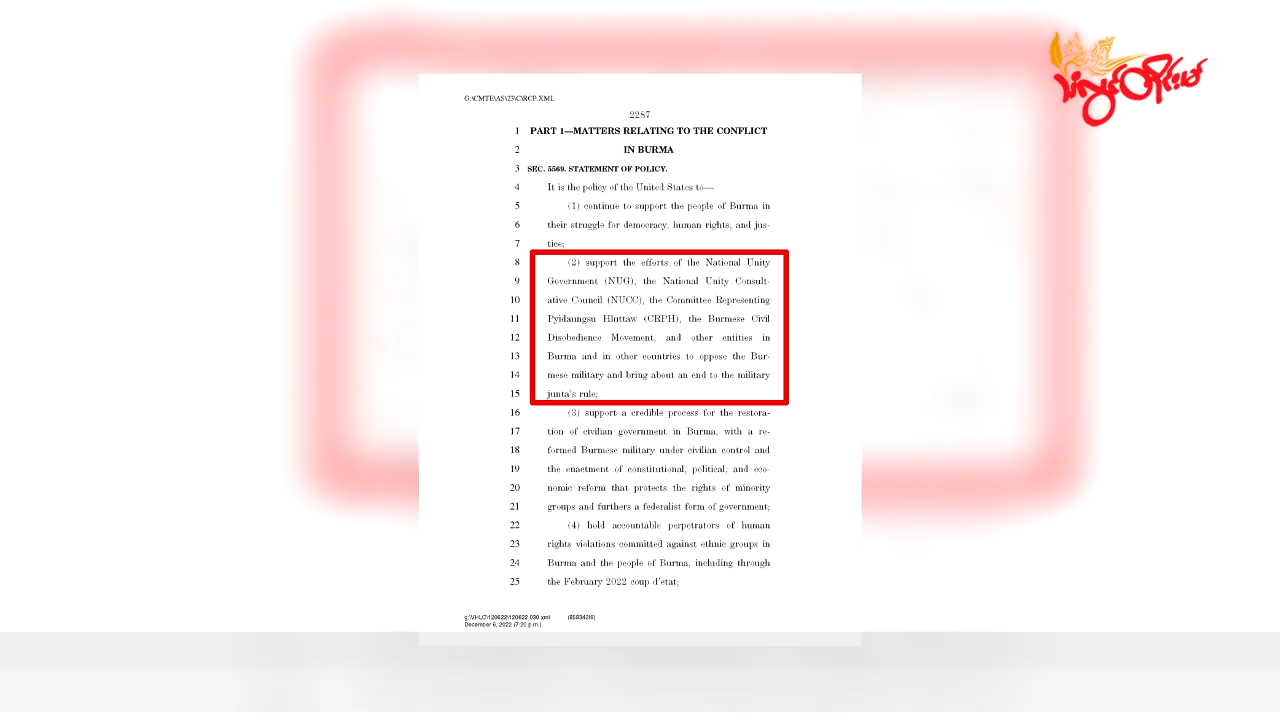 G:\CMTE\AS\23\C\RCP.XML
2287
1 PART 1—MATTERS RELATING TO THE CONFLICT
2 IN BURMA
3 SEC. 5569. STATEMENT OF POLICY.
4 It is the policy of the United States to—
5 (1) continue to support the people of Burma in
6 their struggle for democracy, human rights, and jus-
7 tice;
8 (2) support the efforts of the National Unity
9 Government (NUG), the National Unity Consult-
10 ative Council (NUCC), the Committee Representing
11 Pyidaungsu Hluttaw (CRPH), the Burmese Civil
12 Disobedience Movement, and other entities in
13 Burma and in other countries to oppose the Bur-
14 mese military and bring about an end to the military
15 junta's rule;
16 (3) support a credible process for the restora-
17 tion of civilian government in Burma, with a re-
18 formed Burmese military under civilian control and
19 the enactment of constitutional, political, and eco-
20 nomic reform that protects the rights of minority
21 groups and furthers a federalist form of government;
22 (4) hold accountable perpetrators of human
23 rights violations committed against ethnic groups in
24 Burma and the people of Burma, including through
25 the February 2022 coup d'etat;
g:\VHLC\120622\120622.030.xml (858342|6)
December 6, 2022 (7:20 p.m.)